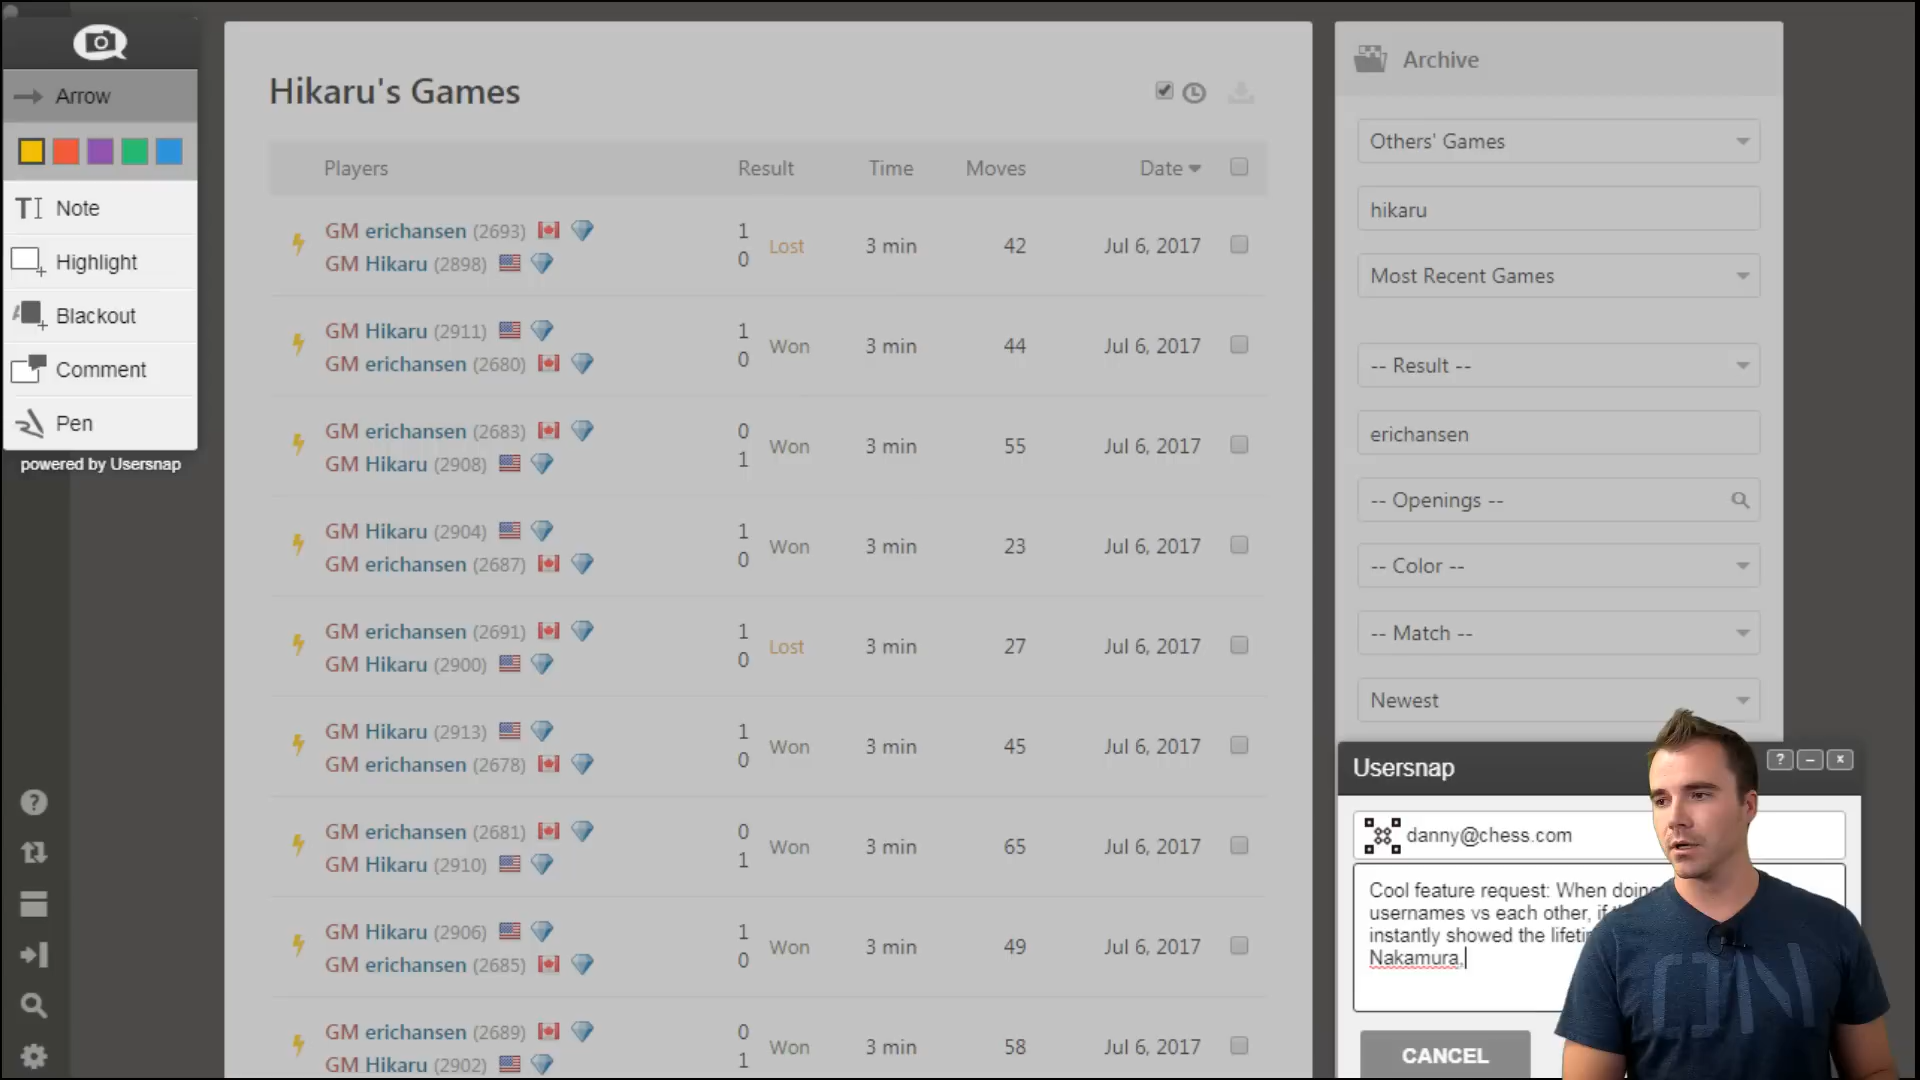 Arrow
Note
Highlight
Blackout
Comment
Pen
powered by Usersnap
Hikaru's Games
Players Result Time Moves Date
GM erichansen (2693) 1
GM Hikaru (2898) 0
Lost 3 min 42 Jul 6, 2017
GM Hikaru (2911) 1
GM erichansen (2680) 0
Won 3 min 44 Jul 6, 2017
GM erichansen (2683) 0
GM Hikaru (2908) 1
Won 3 min 55 Jul 6, 2017
GM Hikaru (2904) 1
GM erichansen (2687) 0
Won 3 min 23 Jul 6, 2017
GM erichansen (2691) 1
GM Hikaru (2900) 0
Lost 3 min 27 Jul 6, 2017
GM Hikaru (2913) 1
GM erichansen (2678) 0
Won 3 min 45 Jul 6, 2017
GM erichansen (2681) 0
GM Hikaru (2910) 1
Won 3 min 65 Jul 6, 2017
GM Hikaru (2906) 1
GM erichansen (2685) 0
Won 3 min 49 Jul 6, 2017
GM erichansen (2689) 0
GM Hikaru (2902) 1
Won 3 min 58 Jul 6, 2017
Archive
Others' Games
hikaru
Most Recent Games
-- Result --
erichansen
-- Openings --
-- Color --
-- Match --
Newest
Usersnap
danny@chess.com
Cool feature request: When doing
usernames vs each other, if
instantly showed the
Nakamura,
CANCEL
ON